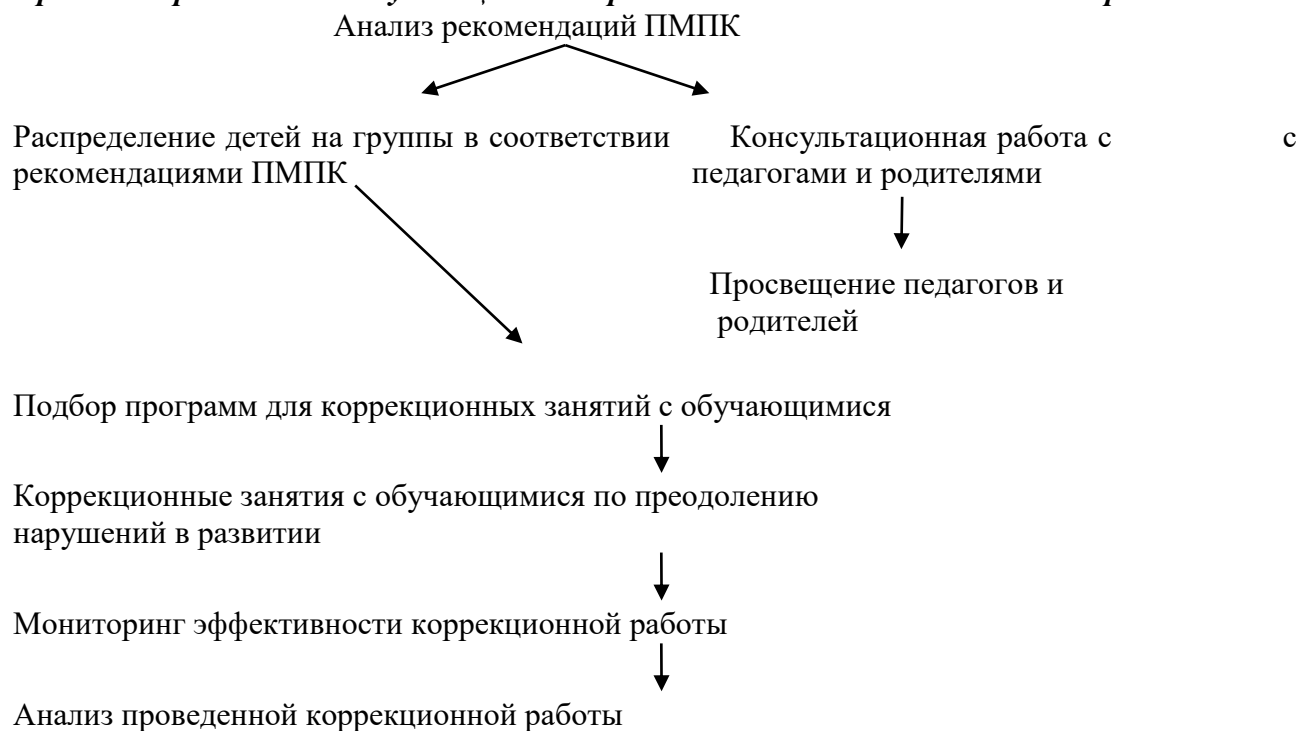 Анализ рекомендаций ПМПК
Распределение детей на группы в соответствии Консультационная работа с с
рекомендациями ПМПК педагогами и родителями
Просвещение педагогов и
родителей
Подбор программ для коррекционных занятий с обучающимися
Коррекционные занятия с обучающимися по преодолению
нарушений в развитии
Мониторинг эффективности коррекционной работы
Анализ проведенной коррекционной работы